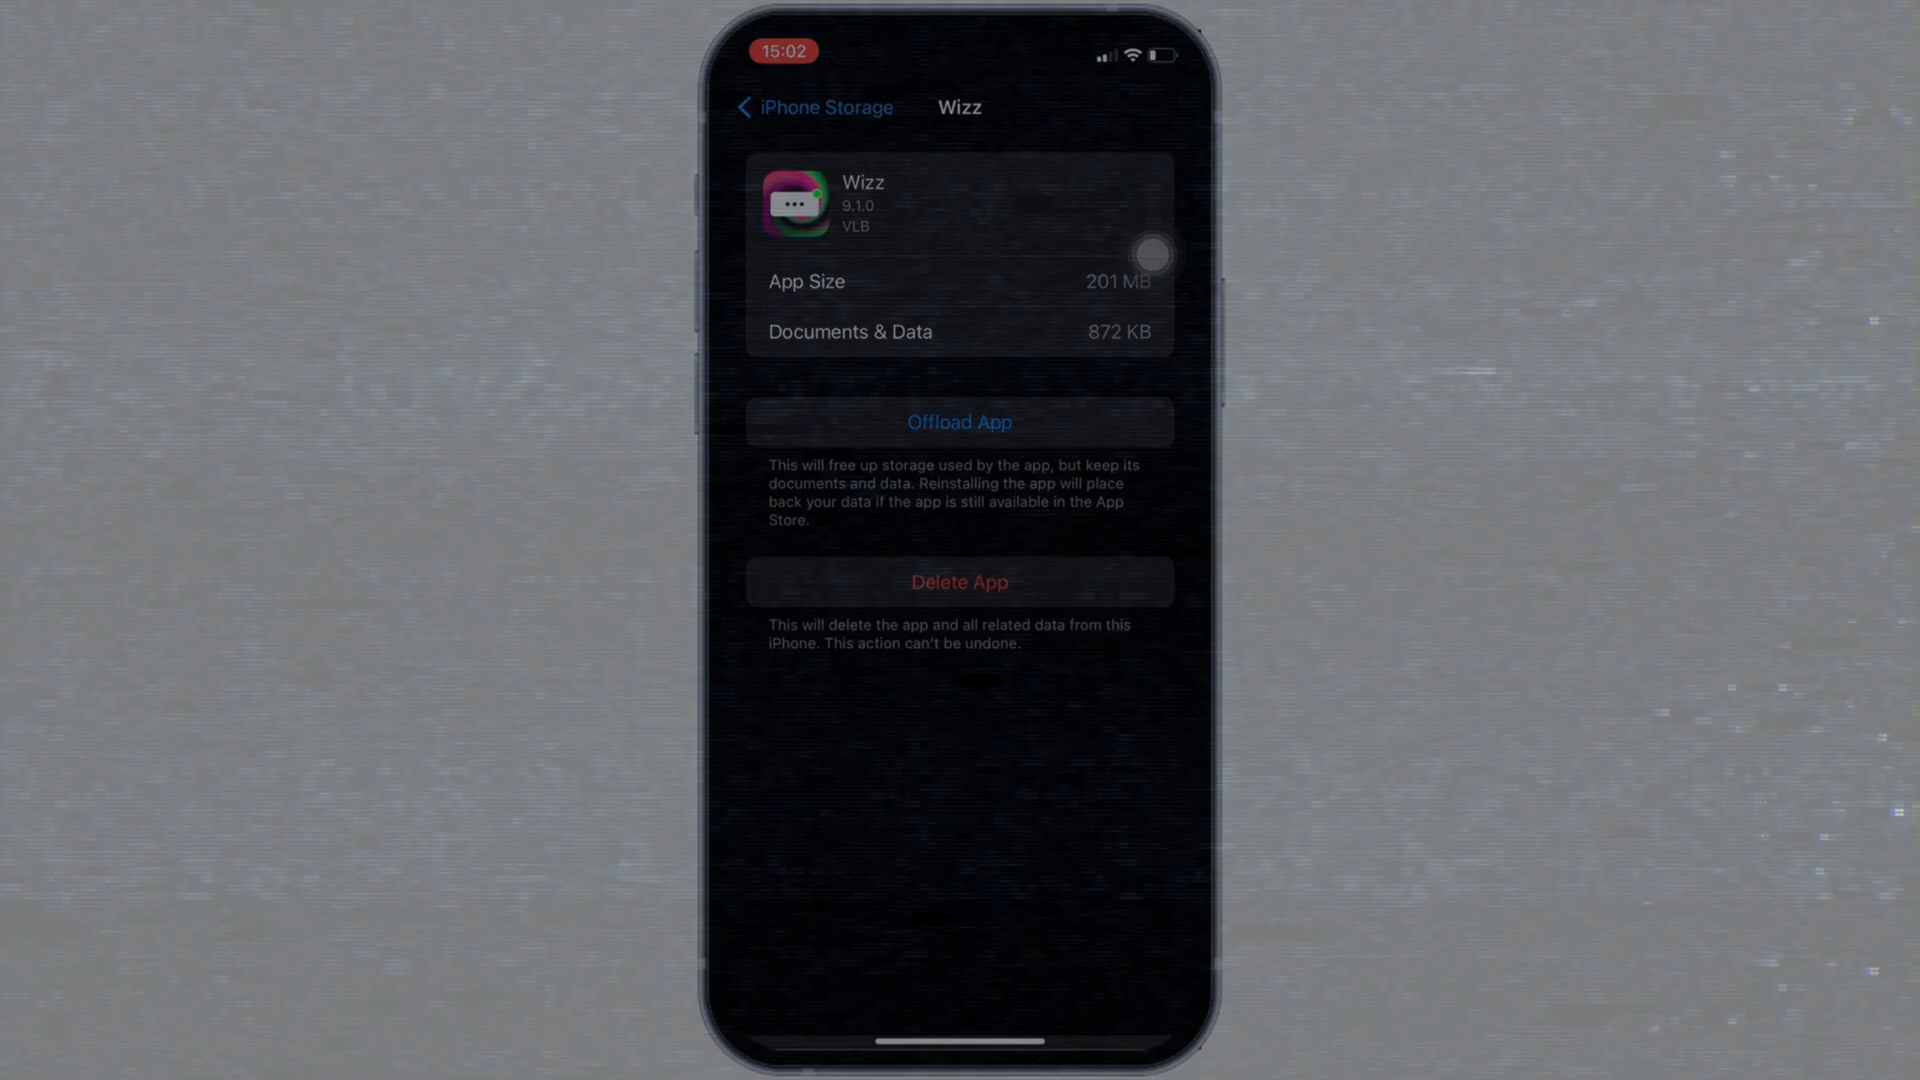 15:02
iPhone Storage
Wizz
Wizz
9.1.0
VLB
App Size
201 MB
Documents & Data
872 KB
Offload App
This will free up storage used by the app, but keep its
documents and data. Reinstalling the app will place
back your data if the app is still available in the App
Store.
Delete App
This will delete the app and all related data from this
iPhone. This action can't be undone.